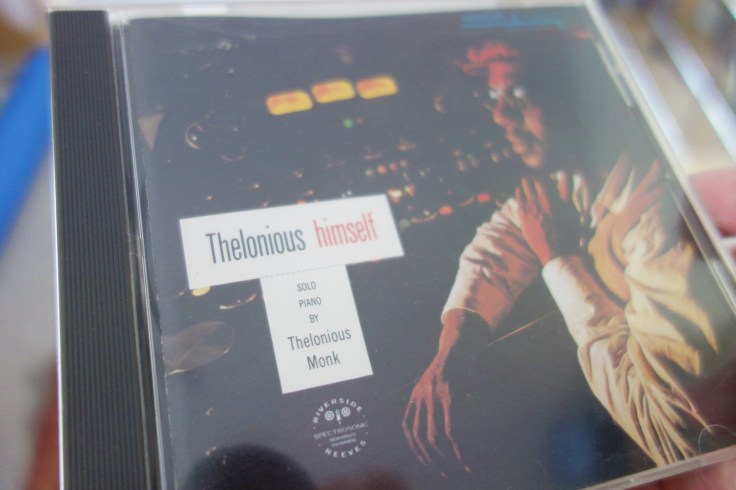 Thelonious himself
SOLO
PIANO
BY
Thelonious
Monk
RIVERSIDE
SPECTROSONIC
REEVES